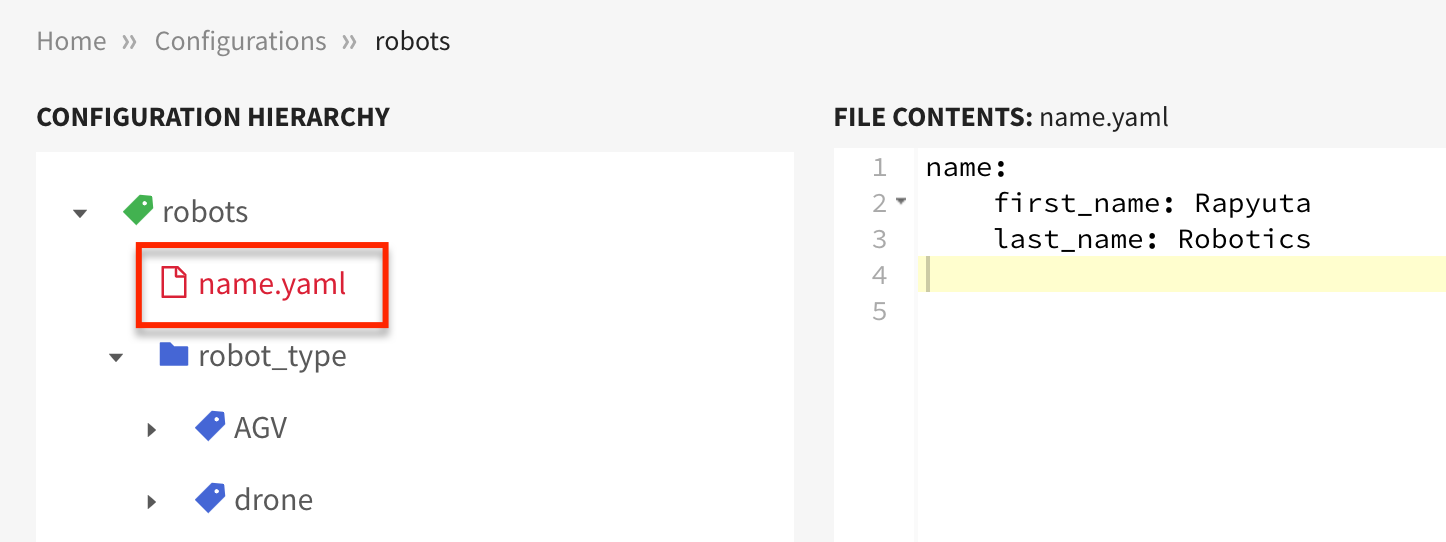 Home » Configurations » robots
CONFIGURATION HIERARCHY
robots
name.yaml
robot_type
AGV
drone
FILE CONTENTS: name.yaml
1 name:
2 first_name: Rapyuta
3 last_name: Robotics
4
5